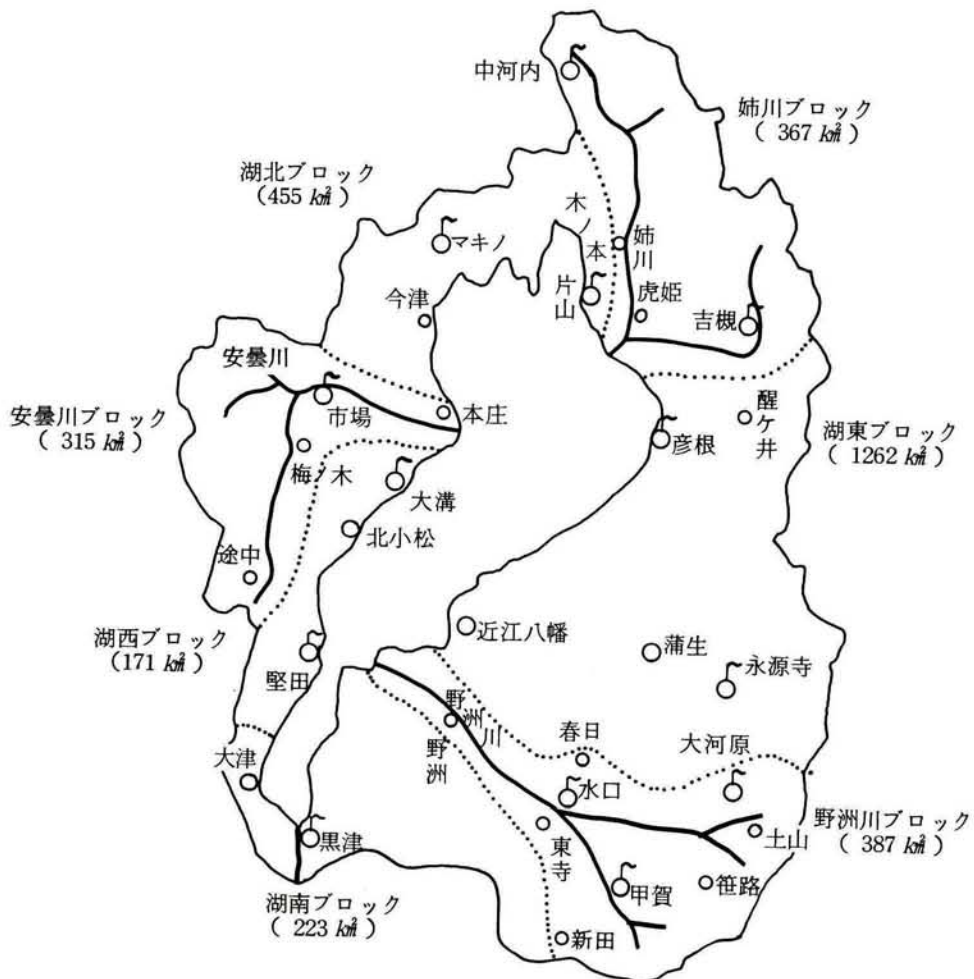 中河内
姉川ブロック
( 367 km²)
湖北ブロック
(455 km²)
マキノ
木ノ本
姉川
片山
今津
虎姫
吉槻
安曇川
市場
本庄
安曇川ブロック
( 315 km²)
彦根
醒ケ井
湖東ブロック
( 1262 km²)
梅ノ木
大溝
北小松
途中
近江八幡
蒲生
湖西ブロック
(171 km²)
堅田
永源寺
野洲川
野洲
春日
大河原
大津
水口
黒津
東寺
土山
野洲川ブロック
( 387 km²)
甲賀
笹路
湖南ブロック
( 223 km²)
新田